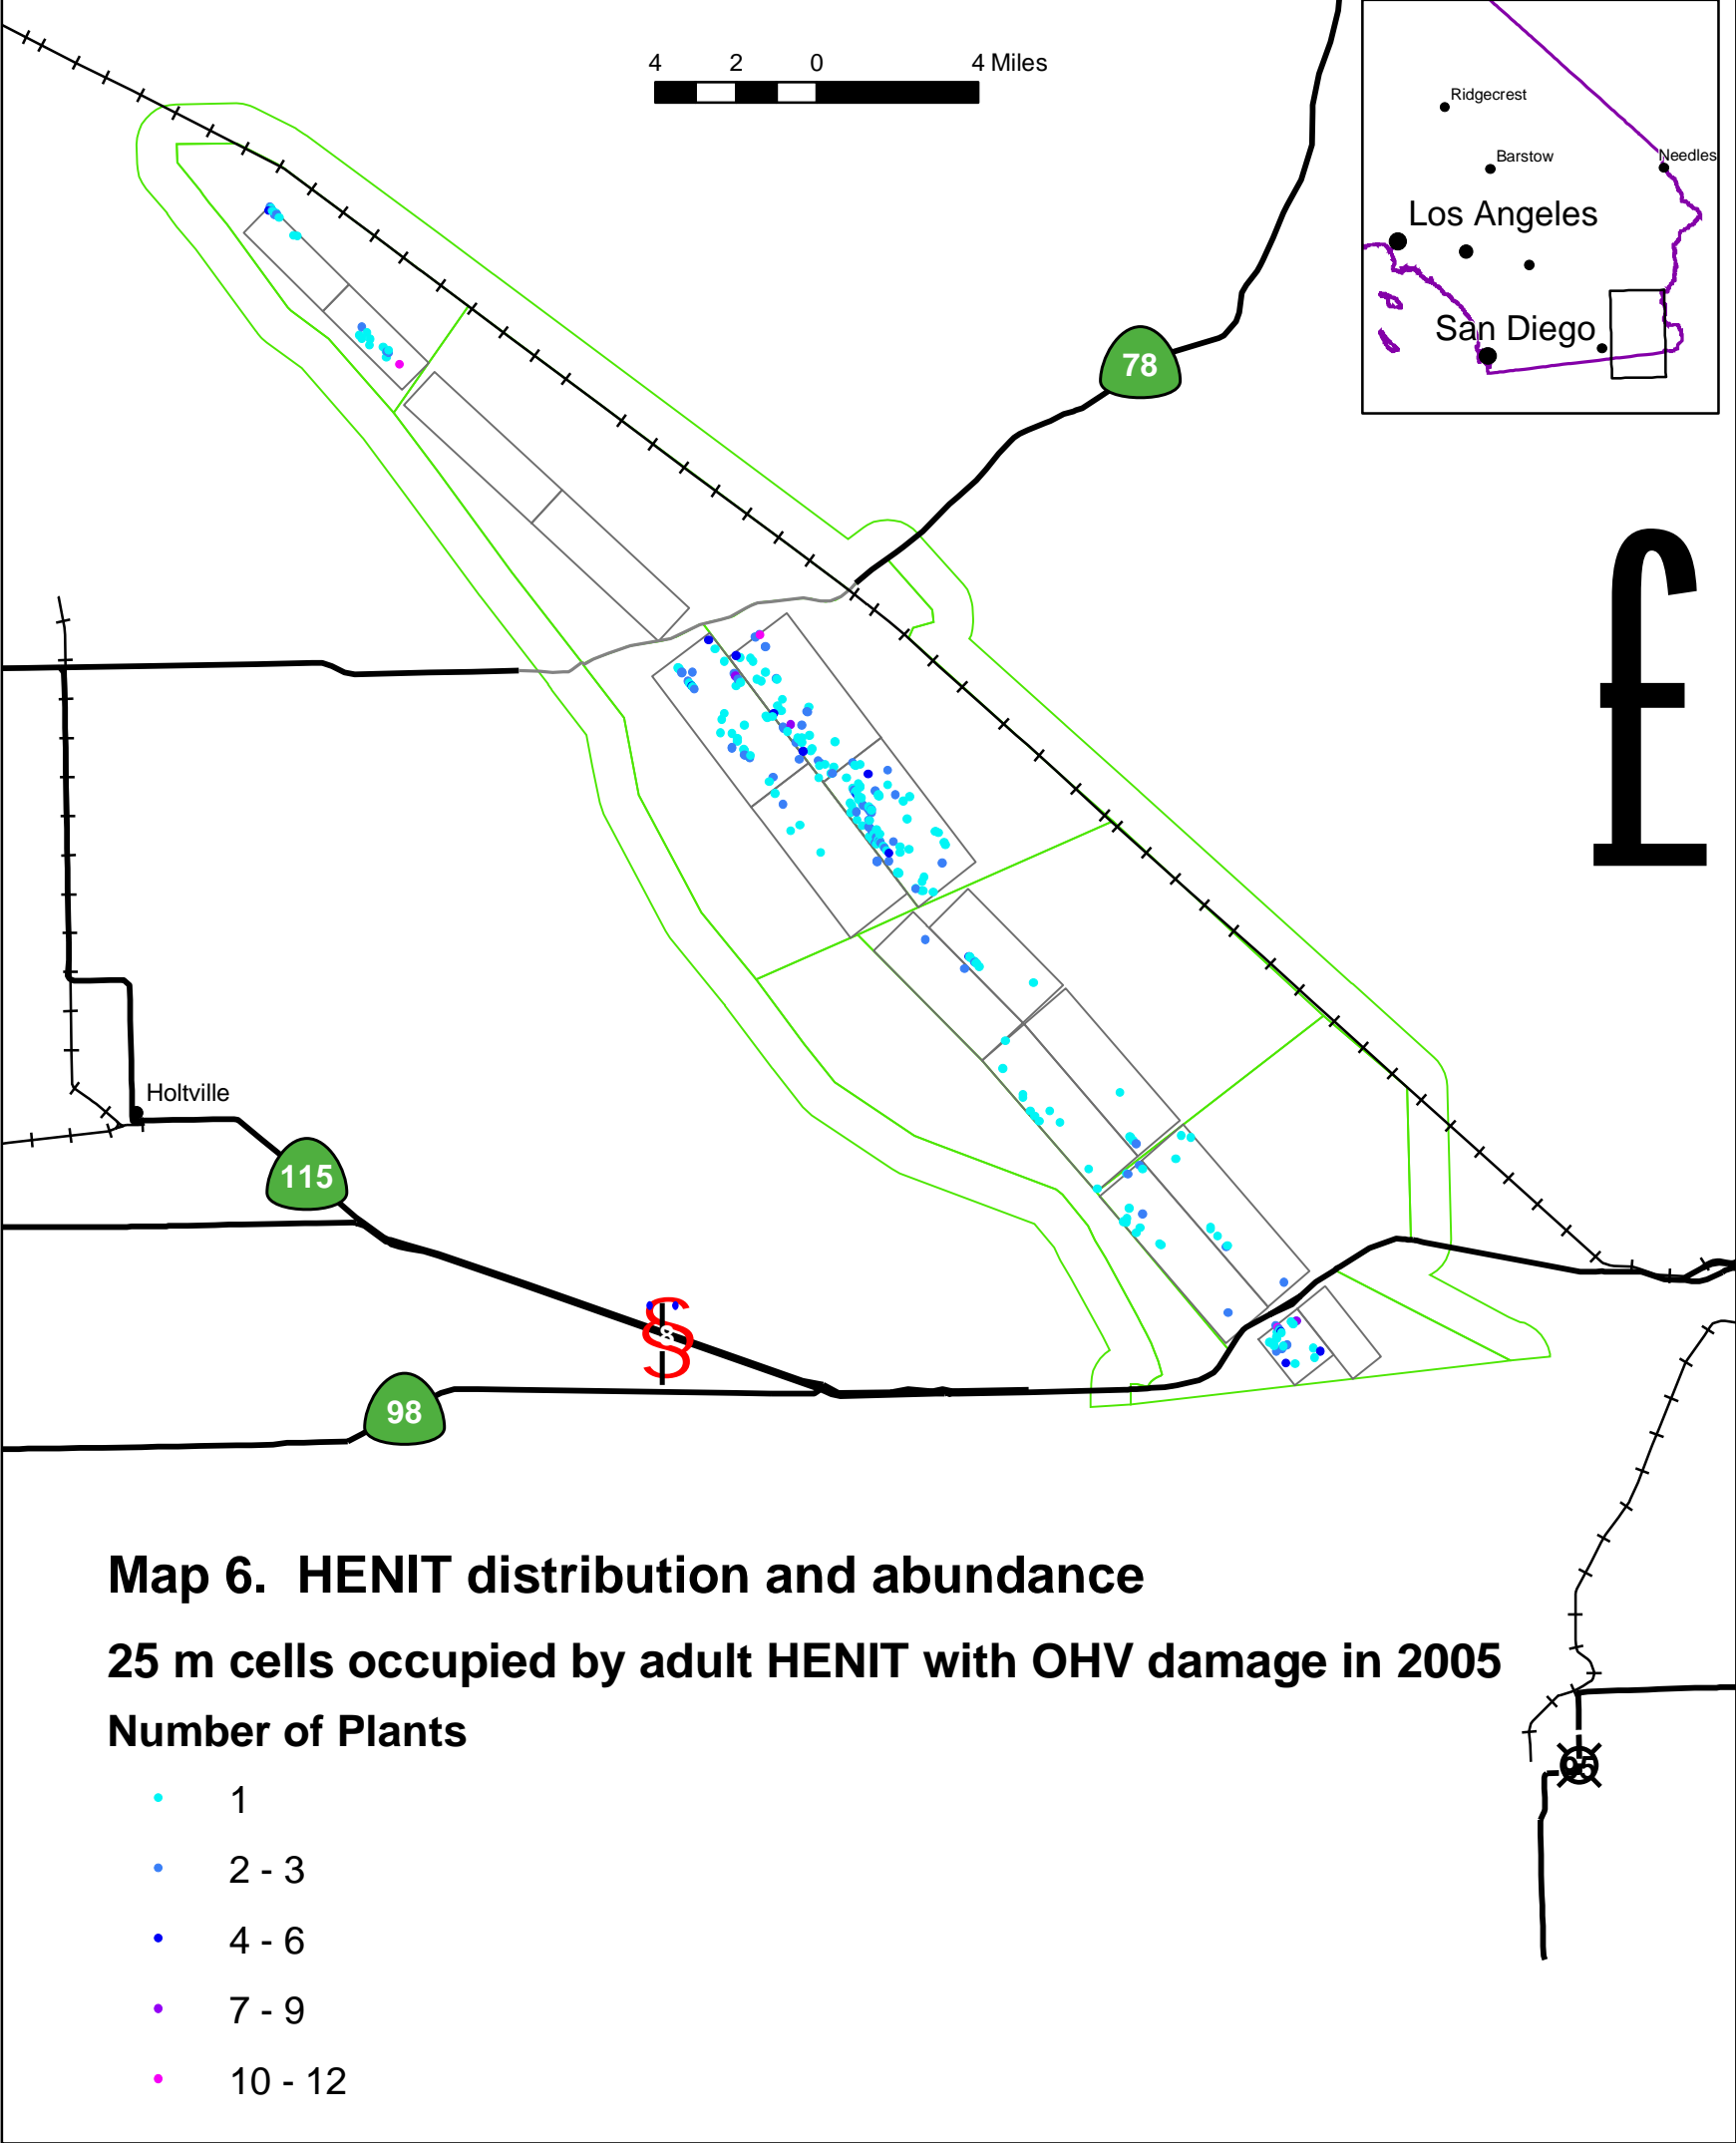 4 2 0 4 Miles
Ridgecrest
Barstow
Needles
Los Angeles
San Diego
78
£
Holtville
115
§
8
98
Map 6. HENIT distribution and abundance
25 m cells occupied by adult HENIT with OHV damage in 2005
Number of Plants
95
1
2 - 3
4 - 6
7 - 9
10 - 12